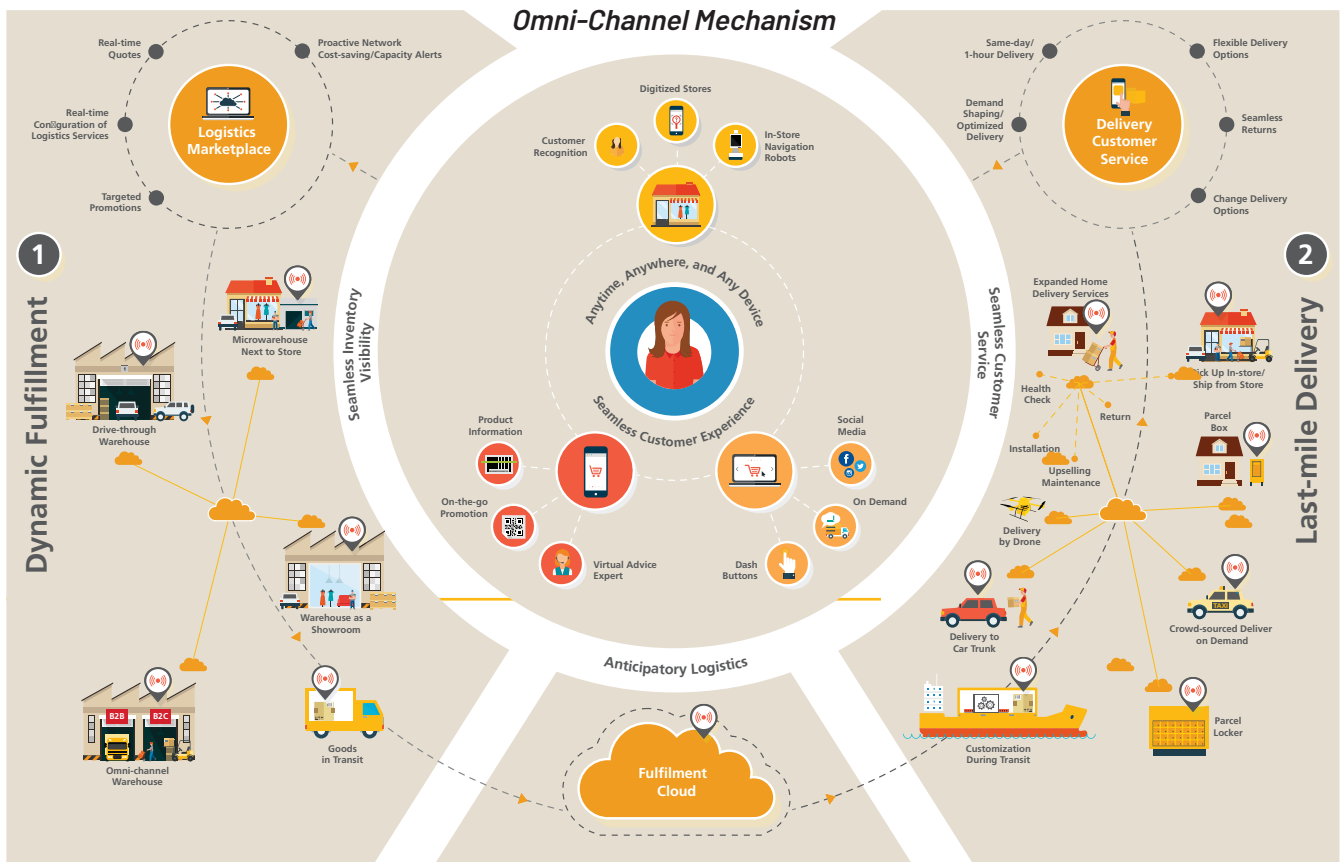 Omni-Channel Mechanism
Real-time
Quotes
Proactive Network
Cost-saving/Capacity Alerts
Real-time
Con􀀀guration of
Logistics Services
Logistics
Marketplace
Targeted
Promotions
1
Dynamic Fulfillment
Microwarehouse
Next to Store
Drive-through
Warehouse
Warehouse as a
Showroom
B2B
B2C
Omni-channel
Warehouse
Goods
in Transit
Seamless Inventory
Visibility
Digitized Stores
Customer
Recognition
In-Store
Navigation
Robots
Anytime, Anywhere, and Any Device
Seamless Customer Experience
Product
Information
On-the-go
Promotion
Virtual Advice
Expert
Social
Media
On Demand
Dash
Buttons
Seamless Customer
Service
Anticipatory Logistics
Fulfilment
Cloud
Same-day/
1-hour Delivery
Flexible Delivery
Options
Demand
Shaping/
Optimized
Delivery
Delivery
Customer
Service
Seamless
Returns
Change Delivery
Options
2
Last-mile Delivery
Expanded Home
Delivery Services
Health
Check
Return
Installation
Upselling
Maintenance
ick Up In-store/
Ship from Store
Parcel
Box
Delivery
by Drone
Delivery to
Car Trunk
TAXI
Crowd-sourced Deliver
on Demand
Customization
During Transit
Parcel
Locker